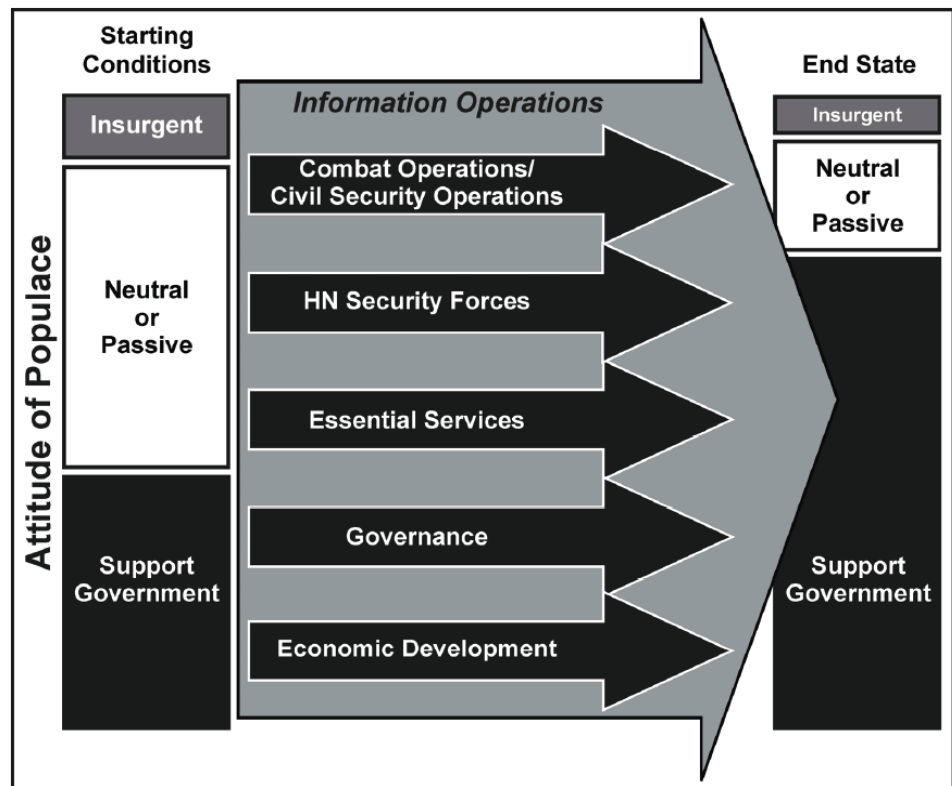 Starting
Conditions
End State
Attitude of Populace
Insurgent
Neutral
or
Passive
Support
Government
Information Operations
Combat Operations/
Civil Security Operations
HN Security Forces
Essential Services
Governance
Economic Development
Insurgent
Neutral
or
Passive
Support
Government